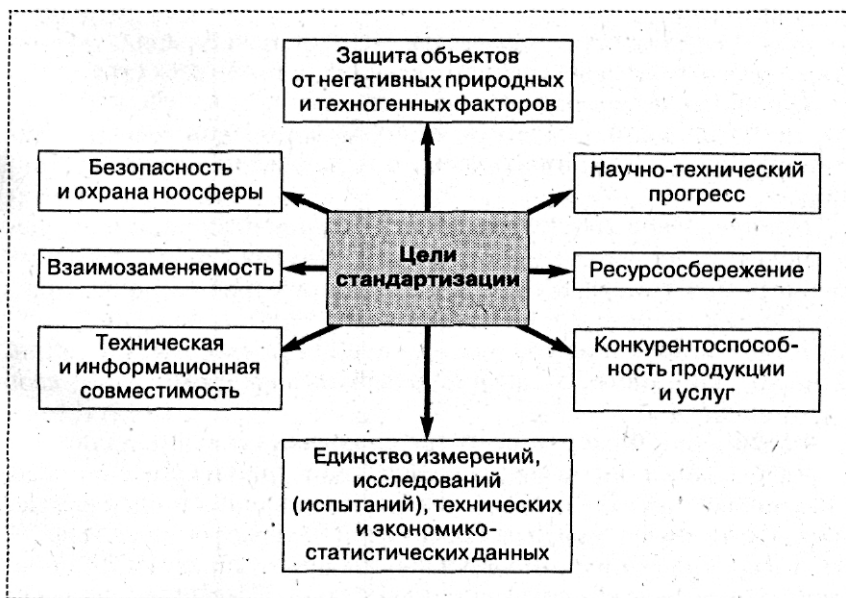 Защита объектов
от негативных природных
и техногенных факторов
Безопасность
и охрана ноосферы
Научно-технический
прогресс
Цели
стандартизации
Взаимозаменяемость
Ресурсосбережение
Техническая
и информационная
совместимость
Конкурентоспособ-
ность продукции
и услуг
Единство измерений,
исследований
(испытаний), технических
и экономико-
статистических данных